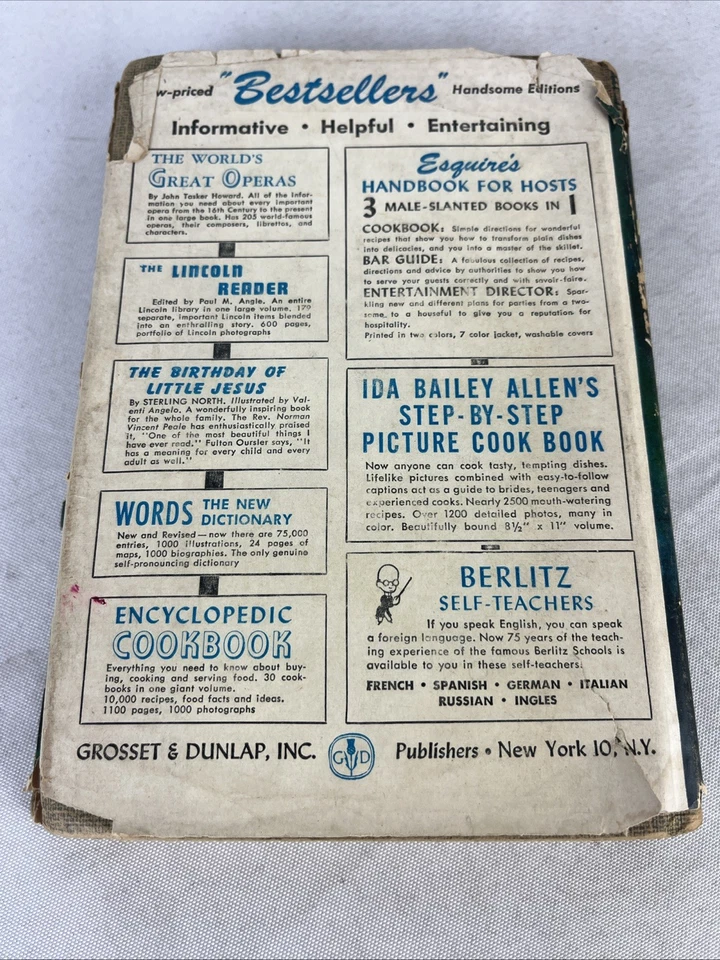 w-priced "Bestsellers" Handsome Editions
Informative • Helpful • Entertaining
THE WORLD'S
GREAT OPERAS
By John Tasker Howard. All of the infor-
mation you need about every important
opera from the 16th Century to the present
in one large book. Has 205 world-famous
operas, their composers, librettos, and
characters.
THE LINCOLN
READER
Edited by Paul M. Angle. An entire
Lincoln library in one large volume. 179
separate, important Lincoln items blended
into an enthralling story. 600 pages,
portfolio of Lincoln photographs
THE BIRTHDAY OF
LITTLE JESUS
By STERLING NORTH. Illustrated by Val-
enti Angelo. A wonderfully inspiring book
for the whole family. The Rev. Norman
Vincent Peale has enthusiastically praised
it, "One of the most beautiful things I
have ever read." Fulton Oursler says, "It
has a meaning for every child and every
adult as well."
WORDS THE NEW
DICTIONARY
New and Revised—now there are 75,000
entries, 1000 illustrations, 24 pages of
maps, 1000 biographies. The only genuine
self-pronouncing dictionary
ENCYCLOPEDIC
COOKBOOK
Everything you need to know about buy-
ing, cooking and serving food. 30 cook-
books in one giant volume.
10,000 recipes, food facts and ideas.
1100 pages, 1000 photographs
Esquire's
HANDBOOK FOR HOSTS
3 MALE-SLANTED BOOKS IN 1
COOKBOOK: Simple directions for wonderful
recipes that show you how to transform plain dishes
into delicacies, and you into a master of the skillet.
BAR GUIDE: A fabulous collection of recipes,
directions and advice by authorities to show you how
to serve your guests correctly and with savoir-faire.
ENTERTAINMENT DIRECTOR: Spar-
kling new and different plans for parties from a two-
some to a houseful to give you a reputation for
hospitality.
Printed in two colors, 7 color jacket, washable covers
IDA BAILEY ALLEN'S
STEP-BY-STEP
PICTURE COOK BOOK
Now anyone can cook tasty, tempting dishes.
Lifelike pictures combined with easy-to-follow
captions act as a guide to brides, teenagers and
experienced cooks. Nearly 2500 mouth-watering
recipes. Over 1200 detailed photos, many in
color. Beautifully bound 8½" x 11" volume.
BERLITZ
SELF-TEACHERS
If you speak English, you can speak
a foreign language. Now 75 years of the teach-
ing experience of the famous Berlitz Schools is
available to you in these self-teachers:
FRENCH • SPANISH • GERMAN • ITALIAN
RUSSIAN • INGLES
GROSSET & DUNLAP, INC. G D Publishers • New York 10, N.Y.